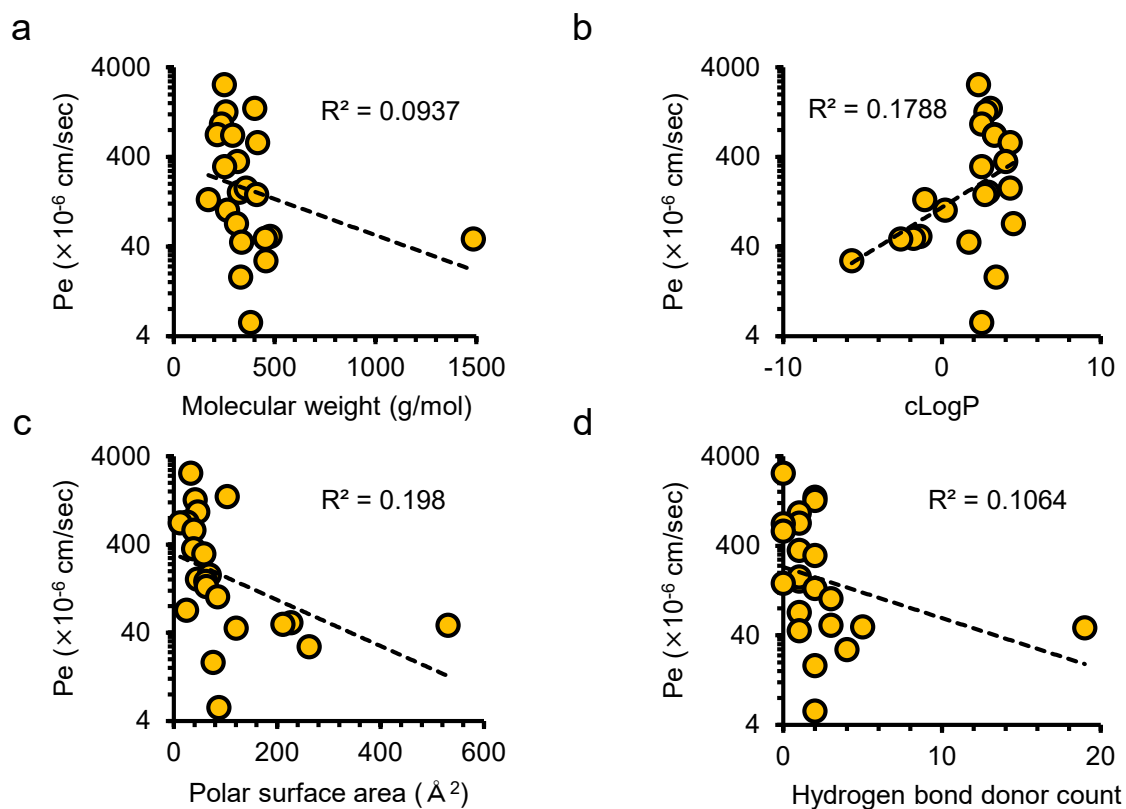 a
4000
400
40
4
Pe (×10⁻⁶ cm/sec)
R² = 0.0937
0
500
1000
1500
Molecular weight (g/mol)
b
4000
400
40
4
Pe (×10⁻⁶ cm/sec)
R² = 0.1788
-10
0
10
cLogP
c
4000
400
40
4
Pe (×10⁻⁶ cm/sec)
R² = 0.198
0
200
400
600
Polar surface area (Å²)
d
4000
400
40
4
Pe (×10⁻⁶ cm/sec)
R² = 0.1064
0
10
20
Hydrogen bond donor count